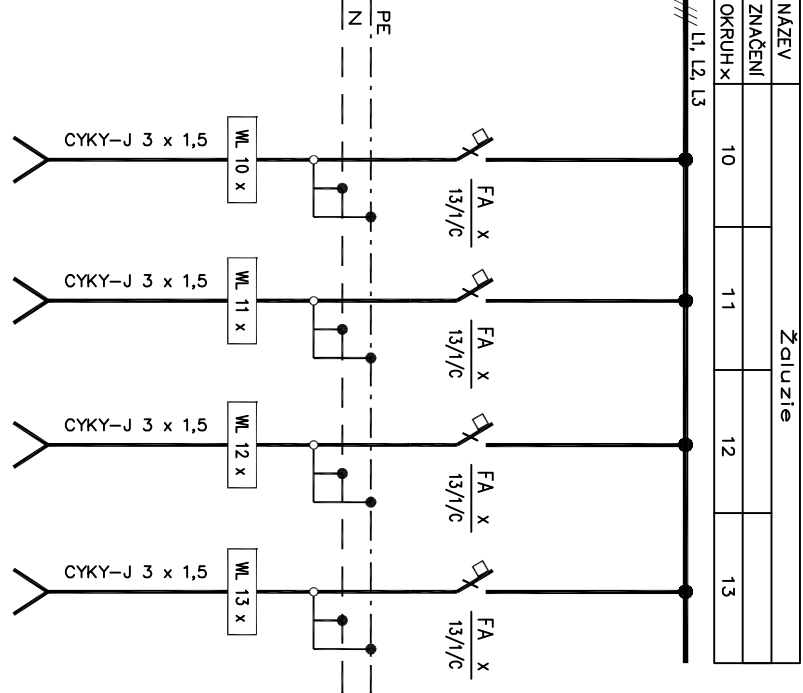 NÁZEV
Žaluzie
ZNAČENÍ
OKRUH x
10
11
12
13
L1, L2, L3
PE
N
FA x
13/1/C
FA x
13/1/C
FA x
13/1/C
FA x
13/1/C
WL 10 x
WL 11 x
WL 12 x
WL 13 x
CYKY-J 3 x 1,5
CYKY-J 3 x 1,5
CYKY-J 3 x 1,5
CYKY-J 3 x 1,5